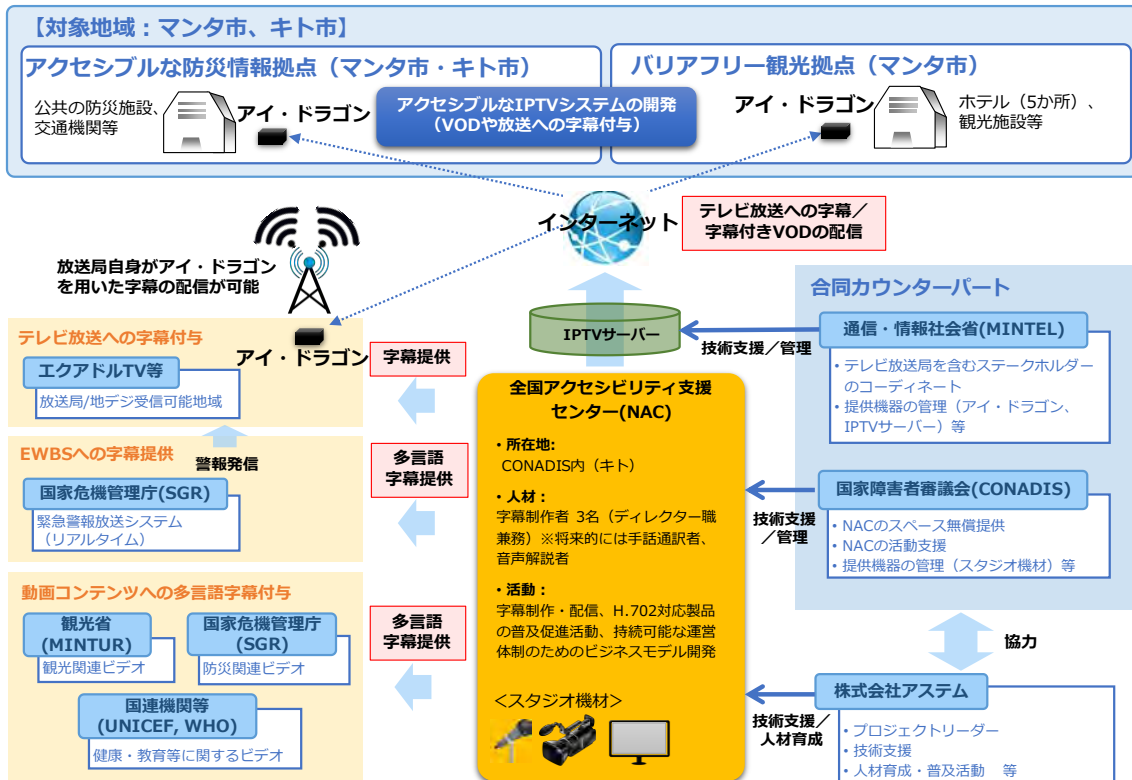 【対象地域：マンタ市、キト市】
アクセシブルな防災情報拠点（マンタ市・キト市）
公共の防災施設、
交通機関等
アイ・ドラゴン
アクセシブルなIPTVシステムの開発
（VODや放送への字幕付与）
バリアフリー観光拠点（マンタ市）
アイ・ドラゴン
ホテル（5か所）、
観光施設等
インターネット
テレビ放送への字幕／
字幕付きVODの配信
放送局自身がアイ・ドラゴン
を用いた字幕の配信が可能
IPTVサーバー
技術支援／管理
合同カウンターパート
通信・情報社会省(MINTEL)
・テレビ放送局を含むステークホルダー
のコーディネート
・提供機器の管理（アイ・ドラゴン、
IPTVサーバー）等
国家障害者審議会(CONADIS)
・NACのスペース無償提供
・NACの活動支援
・提供機器の管理（スタジオ機材）等
技術支援
／管理
協力
株式会社アステム
・プロジェクトリーダー
・技術支援
・人材育成・普及活動　等
技術支援／
人材育成
テレビ放送への字幕付与
アイ・ドラゴン
エクアドルTV等
放送局/地デジ受信可能地域
字幕提供
EWBSへの字幕提供
警報発信
国家危機管理庁(SGR)
緊急警報放送システム
（リアルタイム）
多言語
字幕提供
動画コンテンツへの多言語字幕付与
観光省
(MINTUR)
観光関連ビデオ
国家危機管理庁
(SGR)
防災関連ビデオ
国連機関等
(UNICEF, WHO)
健康・教育等に関するビデオ
多言語
字幕提供
全国アクセシビリティ支援
センター(NAC)
・所在地:
CONADIS内（キト）
・人材：
字幕制作者 3名（ディレクター職
兼務）※将来的には手話通訳者、
音声解説者
・活動：
字幕制作・配信、H.702対応製品
の普及促進活動、持続可能な運営
体制のためのビジネスモデル開発
＜スタジオ機材＞